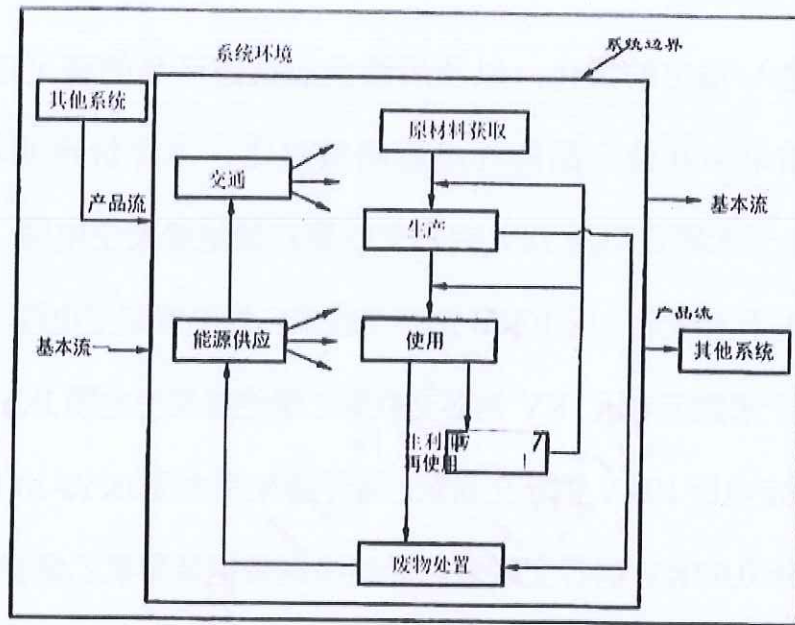 系统环境
系统边界
其他系统
原材料获取
交通
产品流
基本流
生产
产品流
基本流
能源供应
使用
其他系统
再使用
废物处置